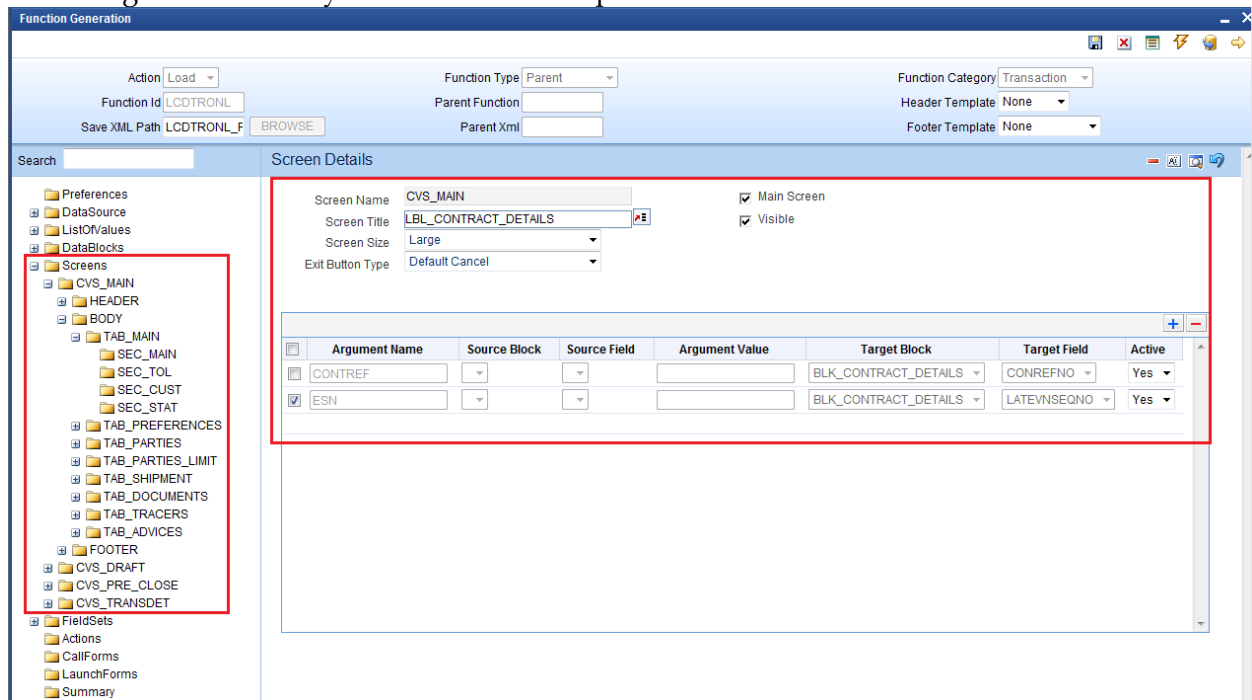 Function Generation
Action Load Function Type Parent Function Category Transaction
Function Id LCDTRONL Parent Function Header Template None
Save XML Path LCDTRONL_F BROWSE Parent Xml Footer Template None
Search Screen Details
Preferences
DataSource
ListOfValues
DataBlocks
Screens
CVS_MAIN
HEADER
BODY
TAB_MAIN
SEC_MAIN
SEC_TOL
SEC_CUST
SEC_STAT
TAB_PREFERENCES
TAB_PARTIES
TAB_PARTIES_LIMIT
TAB_SHIPMENT
TAB_DOCUMENTS
TAB_TRACERS
TAB_ADVICES
FOOTER
CVS_DRAFT
CVS_PRE_CLOSE
CVS_TRANSDET
FieldSets
Actions
CallForms
LaunchForms
Summary
Screen Name CVS_MAIN Main Screen
Screen Title LBL_CONTRACT_DETAILS Visible
Screen Size Large
Exit Button Type Default Cancel
Argument Name Source Block Source Field Argument Value Target Block Target Field Active
CONTREF BLK_CONTRACT_DETAILS CONREFNO Yes
ESN BLK_CONTRACT_DETAILS LATEVNSEQNO Yes